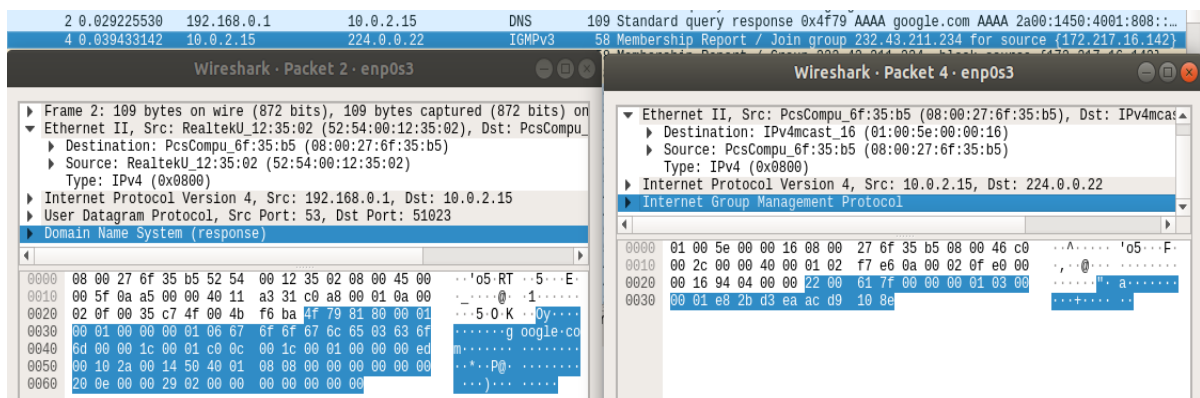 2 0.029225530 192.168.0.1 10.0.2.15 DNS 109 Standard query response 0x4f79 AAAA google.com AAAA 2a00:1450:4001:808::…
4 0.039433142 10.0.2.15 224.0.0.22 IGMPv3 58 Membership Report / Join group 232.43.211.234 for source {172.217.16.142}
Wireshark · Packet 2 · enp0s3
Frame 2: 109 bytes on wire (872 bits), 109 bytes captured (872 bits) on
Ethernet II, Src: RealtekU_12:35:02 (52:54:00:12:35:02), Dst: PcsCompu_
Destination: PcsCompu_6f:35:b5 (08:00:27:6f:35:b5)
Source: RealtekU_12:35:02 (52:54:00:12:35:02)
Type: IPv4 (0x0800)
Internet Protocol Version 4, Src: 192.168.0.1, Dst: 10.0.2.15
User Datagram Protocol, Src Port: 53, Dst Port: 51023
Domain Name System (response)
0000 08 00 27 6f 35 b5 52 54 00 12 35 02 08 00 45 00 ··'o5·RT ··5···E·
0010 00 5f 0a a5 00 00 40 11 a3 31 c0 a8 00 01 0a 00 ·_····@· ·1······
0020 02 0f 00 35 c7 4f 00 4b f6 ba 4f 79 81 80 00 01 ···5·O·K ··Oy····
0030 00 01 00 00 00 01 06 67 6f 6f 67 6c 65 03 63 6f ·······g oogle·co
0040 6d 00 00 1c 00 01 c0 0c 00 1c 00 01 00 00 00 ed m······· ········
0050 00 10 2a 00 14 50 40 01 08 08 00 00 00 00 00 00 ··*··P@· ········
0060 20 0e 00 00 29 02 00 00 00 00 00 00 00 ···)··· ·····
Wireshark · Packet 4 · enp0s3
Ethernet II, Src: PcsCompu_6f:35:b5 (08:00:27:6f:35:b5), Dst: IPv4mcas
Destination: IPv4mcast_16 (01:00:5e:00:00:16)
Source: PcsCompu_6f:35:b5 (08:00:27:6f:35:b5)
Type: IPv4 (0x0800)
Internet Protocol Version 4, Src: 10.0.2.15, Dst: 224.0.0.22
Internet Group Management Protocol
0000 01 00 5e 00 00 16 08 00 27 6f 35 b5 08 00 46 c0 ··^····· 'o5···F·
0010 00 2c 00 00 40 00 01 02 f7 e6 0a 00 02 0f e0 00 ·,··@··· ········
0020 00 16 94 04 00 00 22 00 61 7f 00 00 00 01 03 00 ······"· a·······
0030 00 01 e8 2b d3 ea ac d9 10 8e ···+···· ··